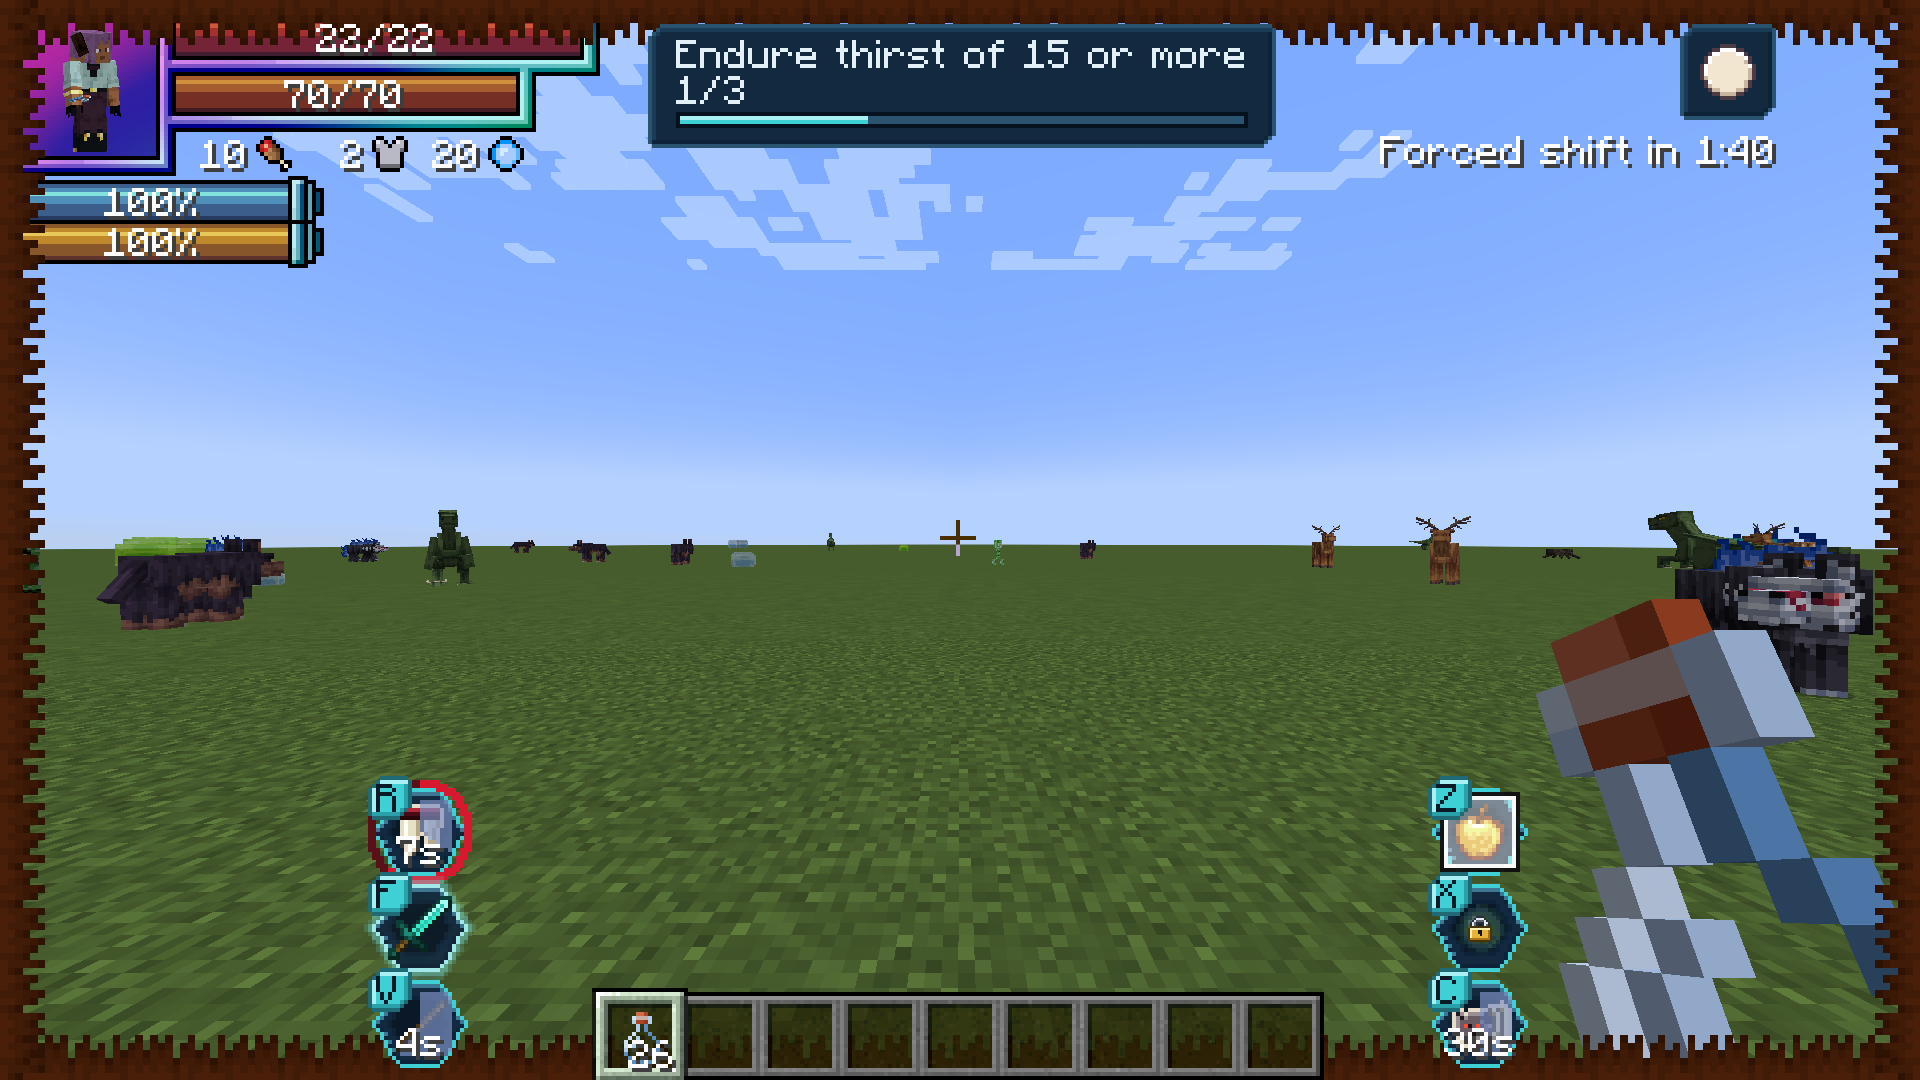 22/22
70/70
10 2 20
100%
100%
Endure thirst of 15 or more
1/3
Forced shift in 1:40
R
7s
F
V
4s
Z
X
C
30s
26